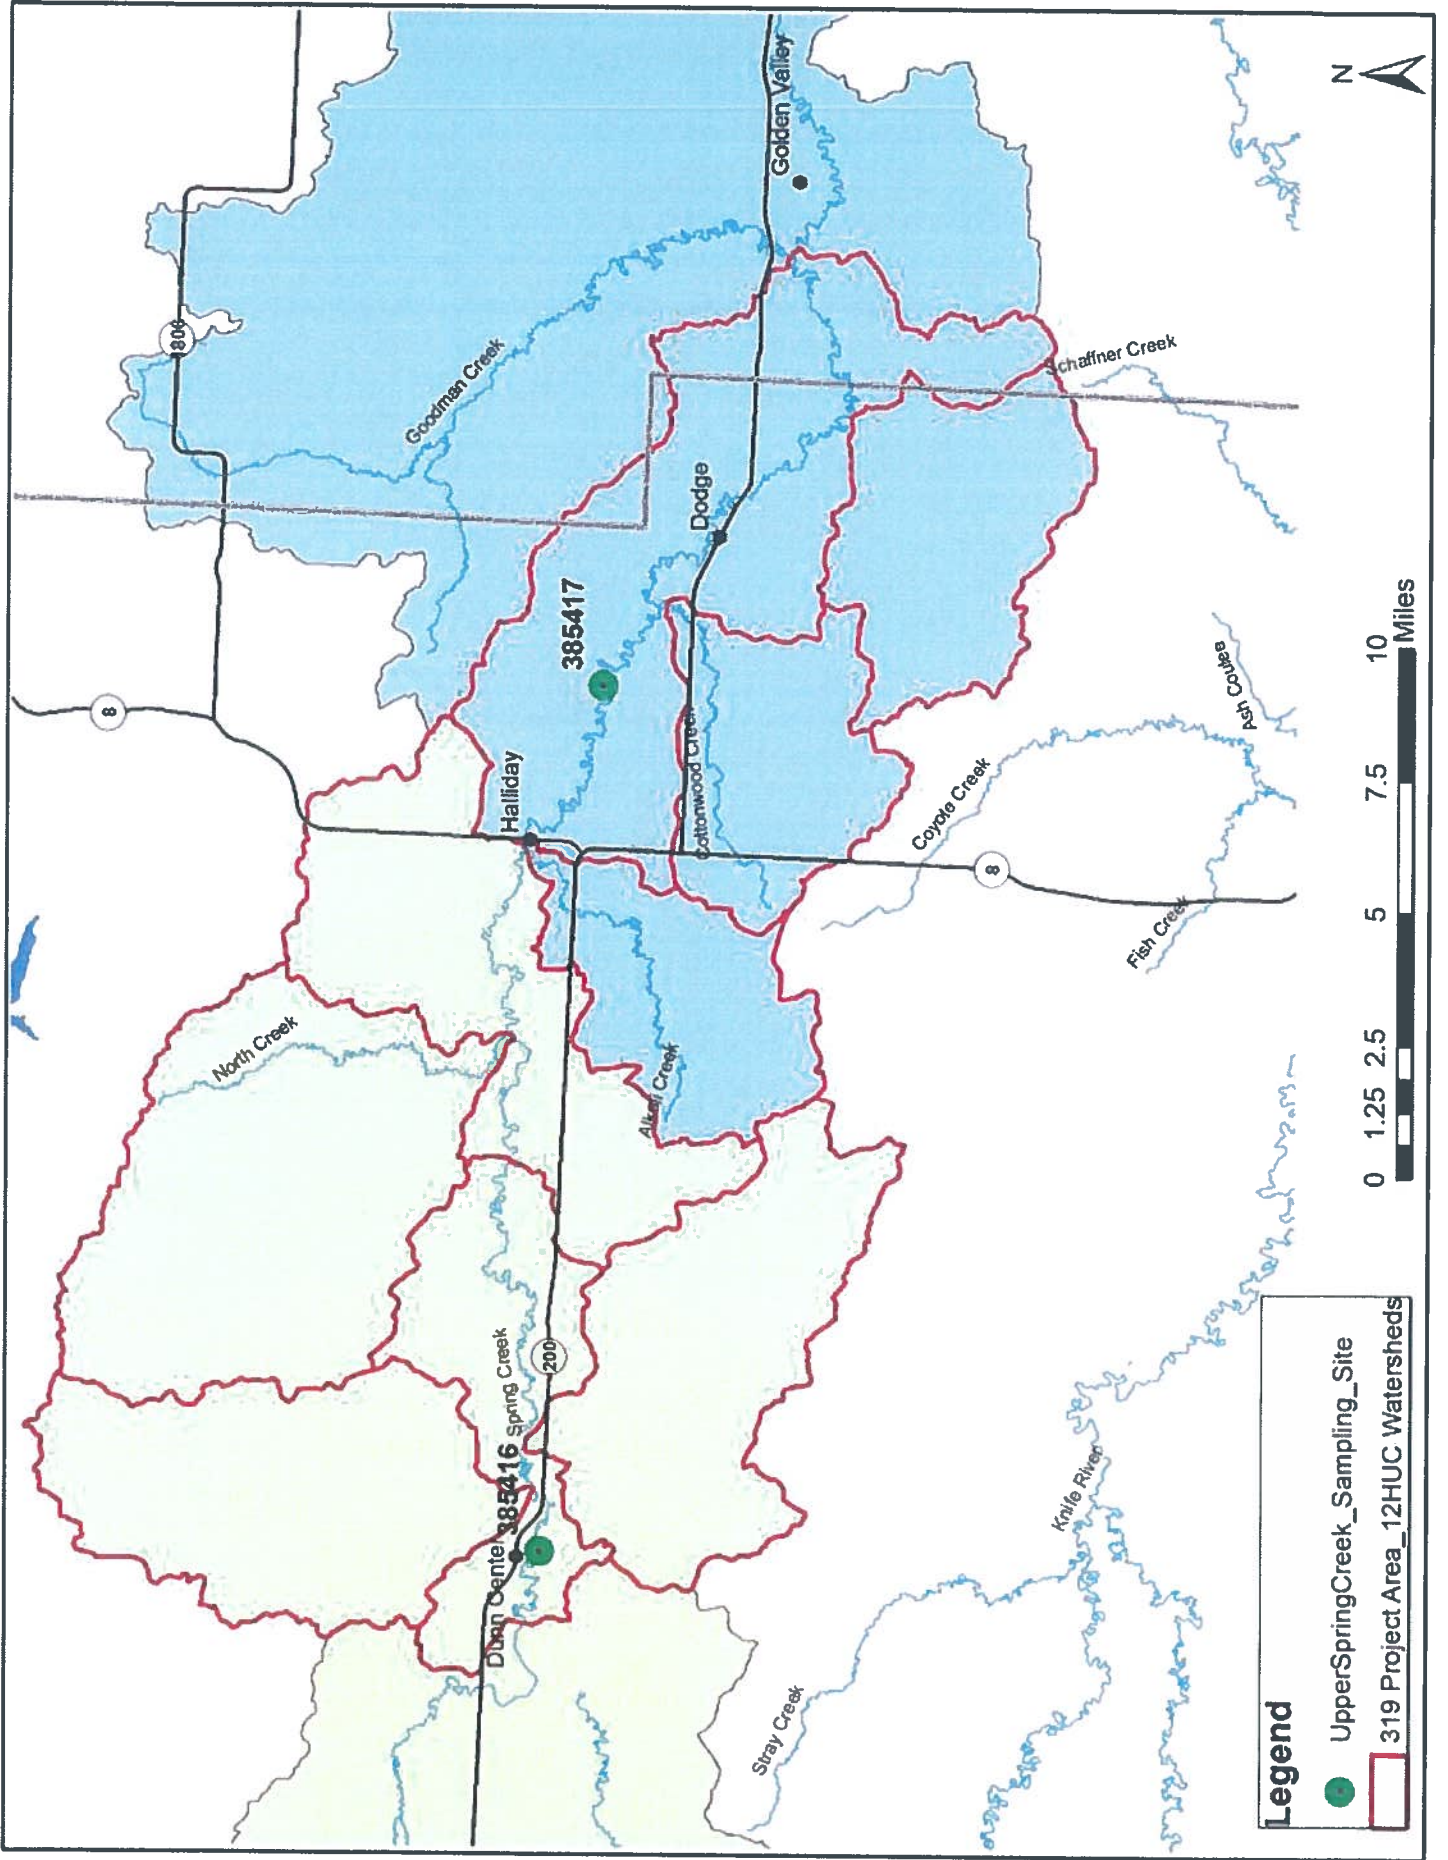 8
1806
North Creek
Goodman Creek
Dunn Center
385416
Spring Creek
Halliday
200
385417
Alkali Creek
Cottonwood Creek
Dodge
Golden Valley
Stray Creek
Coyote Creek
8
Knife River
Schaffner Creek
Fish Creek
Ash Coulee
Legend
UpperSpringCreek_Sampling_Site
319 Project Area_12HUC Watersheds
0 1.25 2.5 5 7.5 10
Miles
N